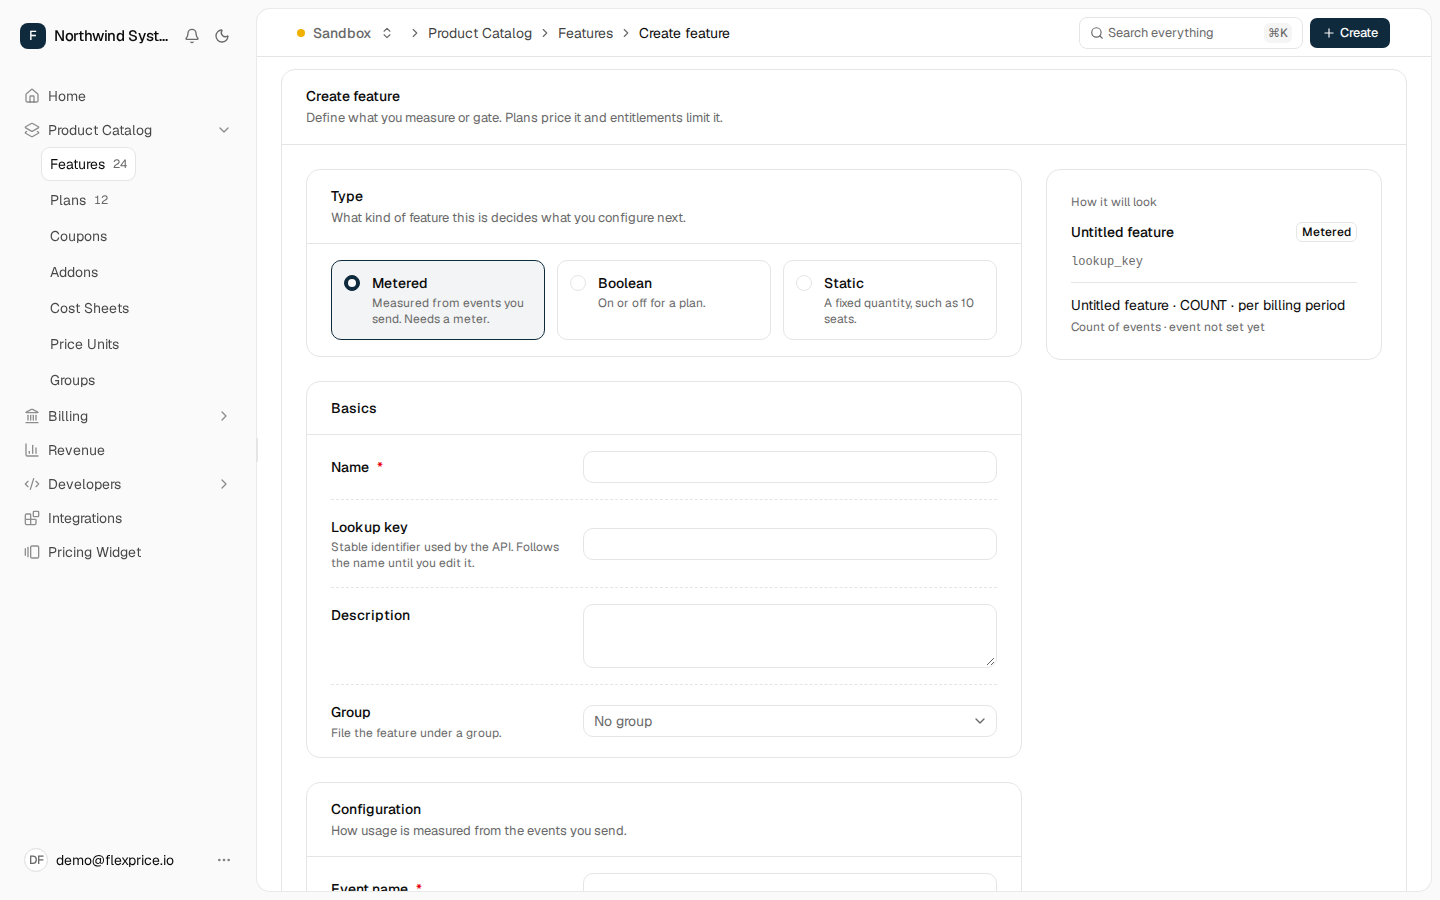 F Northwind Syst...
Home
Product Catalog
Features 24
Plans 12
Coupons
Addons
Cost Sheets
Price Units
Groups
Billing
Revenue
Developers
Integrations
Pricing Widget
DF demo@flexprice.io
Sandbox
Product Catalog
Features
Create feature
Search everything ⌘K
+ Create
Create feature
Define what you measure or gate. Plans price it and entitlements limit it.
Type
What kind of feature this is decides what you configure next.
Metered
Measured from events you
send. Needs a meter.
Boolean
On or off for a plan.
Static
A fixed quantity, such as 10
seats.
Basics
Name *
Lookup key
Stable identifier used by the API. Follows
the name until you edit it.
Description
Group
File the feature under a group.
No group
Configuration
How usage is measured from the events you send.
Event name *
How it will look
Untitled feature Metered
lookup_key
Untitled feature · COUNT · per billing period
Count of events · event not set yet